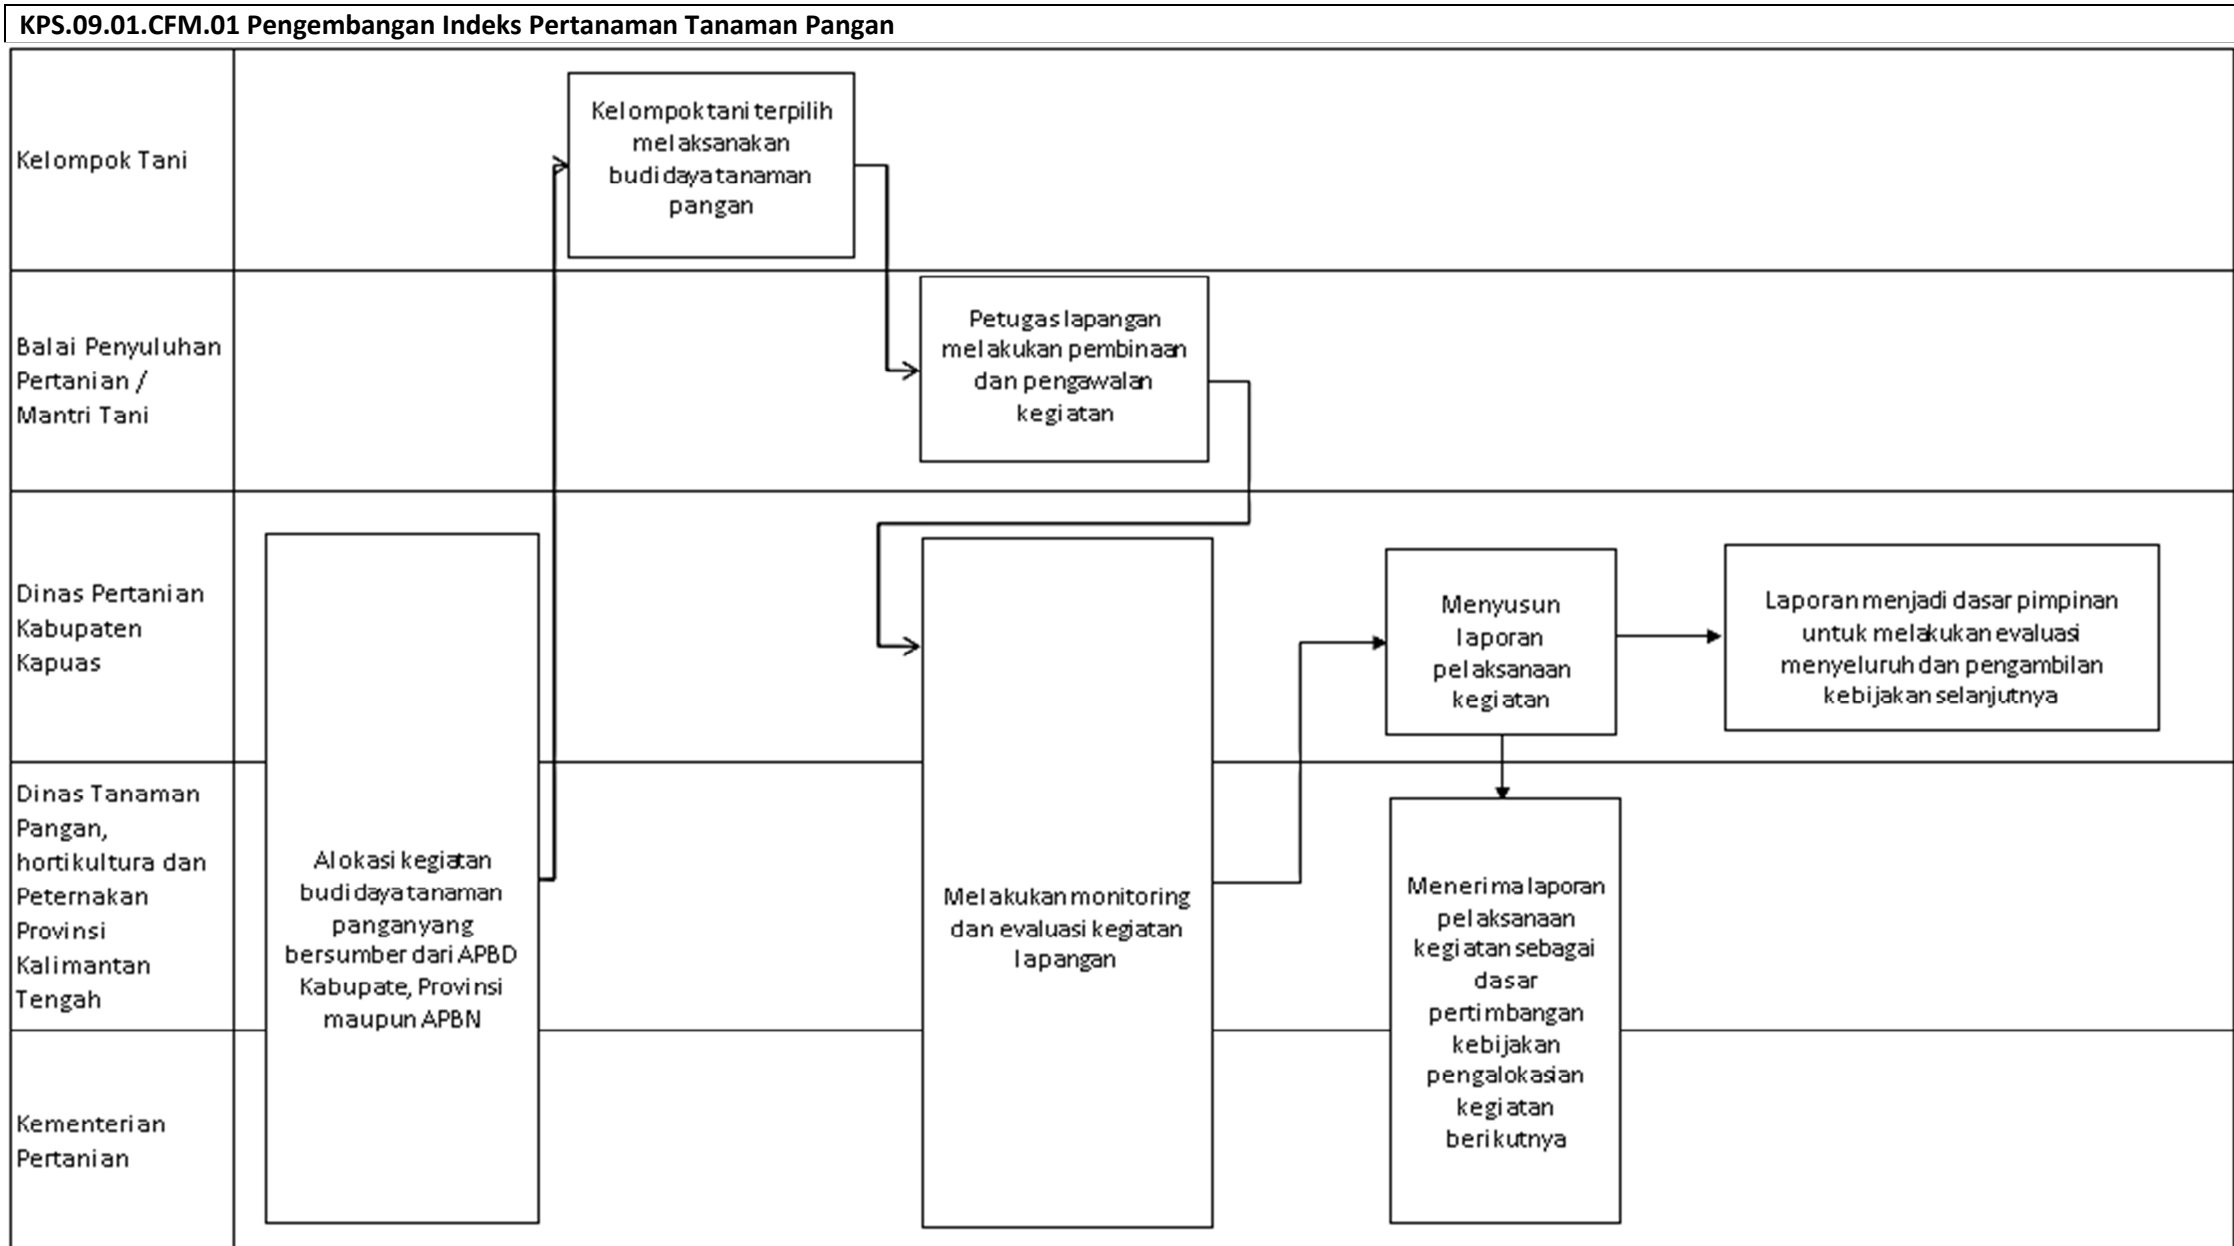 KPS.09.01.CFM.01 Pengembangan Indeks Pertanaman Tanaman Pangan
Kelompok Tani
Kelompok tani terpilih
melaksanakan
budidaya tanaman
pangan
Balai Penyuluhan
Pertanian /
Mantri Tani
Petugas lapangan
melakukan pembinaan
dan pengawalan
kegiatan
Dinas Pertanian
Kabupaten
Kapuas
Menyusun
laporan
pelaksanaan
kegiatan
Laporan menjadi dasar pimpinan
untuk melakukan evaluasi
menyeluruh dan pengambilan
kebijakan selanjutnya
Dinas Tanaman
Pangan,
hortikultura dan
Peternakan
Provinsi
Kalimantan
Tengah
Alokasi kegiatan
budidaya tanaman
pangan yang
bersumber dari APBD
Kabupate, Provinsi
maupun APBN
Melakukan monitoring
dan evaluasi kegiatan
lapangan
Menerima laporan
pelaksanaan
kegiatan sebagai
dasar
pertimbangan
kebijakan
pengalokasian
kegiatan
berikutnya
Kementerian
Pertanian